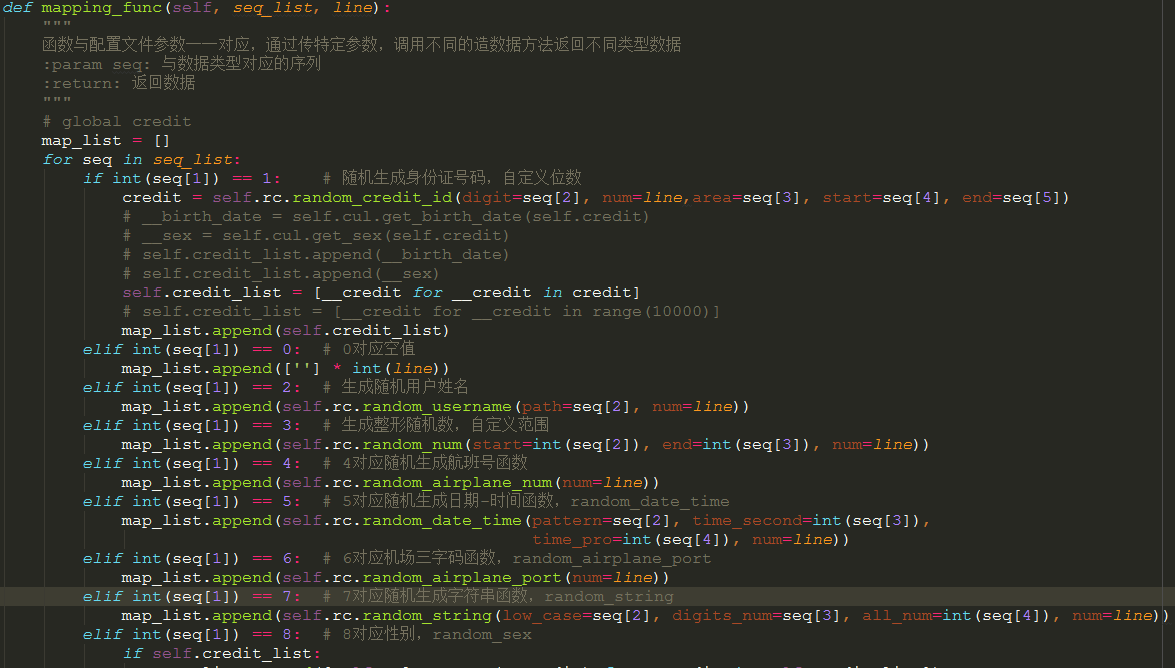 def mapping_func(self, seq_list, line):
"""
函数与配置文件参数一一对应，通过传特定参数，调用不同的造数据方法返回不同类型数据
:param seq: 与数据类型对应的序列
:return: 返回数据
"""
# global credit
map_list = []
for seq in seq_list:
if int(seq[1]) == 1:    # 随机生成身份证号码，自定义位数
credit = self.rc.random_credit_id(digit=seq[2], num=line,area=seq[3], start=seq[4], end=seq[5])
# __birth_date = self.cul.get_birth_date(self.credit)
# __sex = self.cul.get_sex(self.credit)
# self.credit_list.append(__birth_date)
# self.credit_list.append(__sex)
self.credit_list = [__credit for __credit in credit]
# self.credit_list = [__credit for __credit in range(10000)]
map_list.append(self.credit_list)
elif int(seq[1]) == 0:  # 0对应空值
map_list.append([''] * int(line))
elif int(seq[1]) == 2:  # 生成随机用户姓名
map_list.append(self.rc.random_username(path=seq[2], num=line))
elif int(seq[1]) == 3:  # 生成整形随机数，自定义范围
map_list.append(self.rc.random_num(start=int(seq[2]), end=int(seq[3]), num=line))
elif int(seq[1]) == 4:  # 4对应随机生成航班号函数
map_list.append(self.rc.random_airplane_num(num=line))
elif int(seq[1]) == 5:  # 5对应随机生成日期-时间函数，random_date_time
map_list.append(self.rc.random_date_time(pattern=seq[2], time_second=int(seq[3]),
time_pro=int(seq[4]), num=line))
elif int(seq[1]) == 6:  # 6对应机场三字码函数，random_airplane_port
map_list.append(self.rc.random_airplane_port(num=line))
elif int(seq[1]) == 7:  # 7对应随机生成字符串函数，random_string
map_list.append(self.rc.random_string(low_case=seq[2], digits_num=seq[3], all_num=int(seq[4]), num=line))
elif int(seq[1]) == 8:  # 8对应性别，random_sex
if self.credit_list: